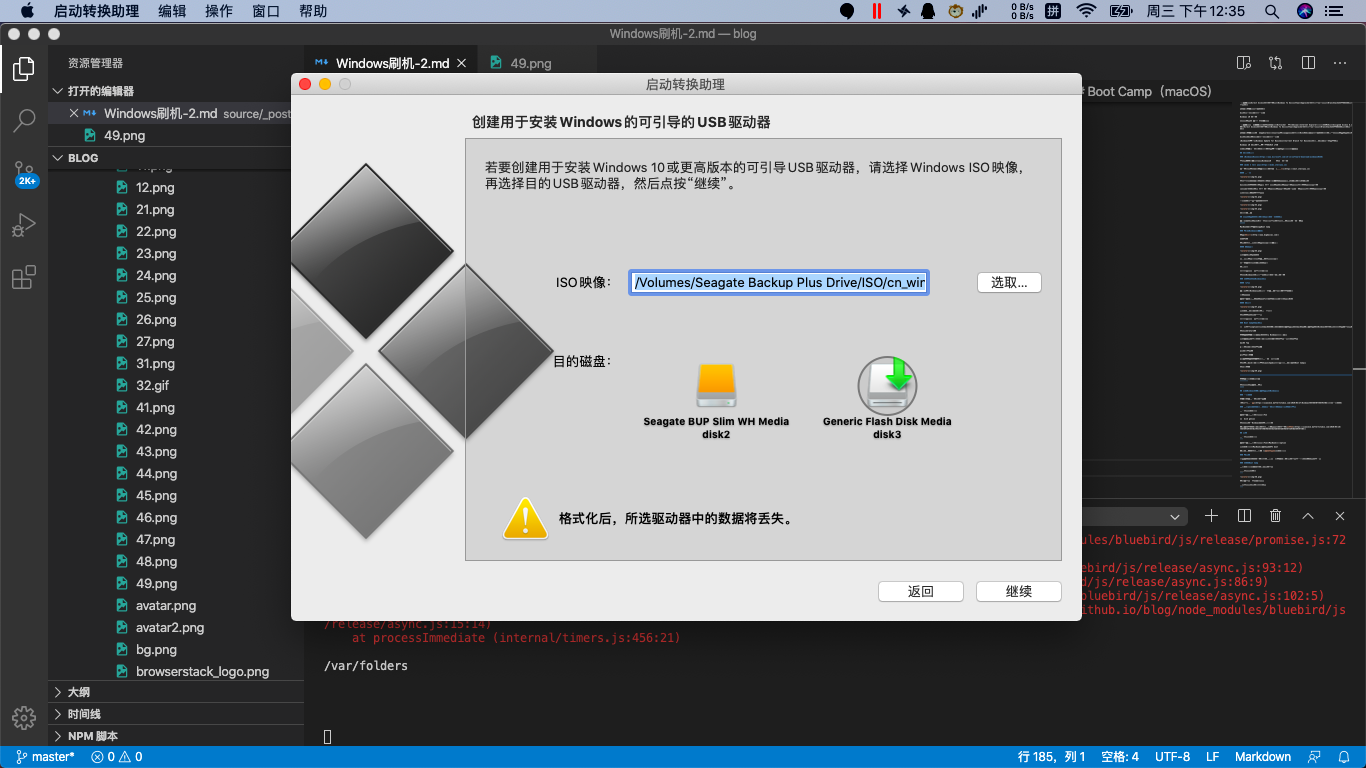 启动转换助理 编辑 操作 窗口 帮助
0 B/s
0 B/s
拼
周三 下午12:35
Windows刷机-2.md — blog
资源管理器
Windows刷机-2.md
49.png
打开的编辑器
Windows刷机-2.md source/_post
49.png
BLOG
2K+
12.png
21.png
22.png
23.png
24.png
25.png
26.png
27.png
31.png
32.gif
41.png
42.png
43.png
44.png
45.png
46.png
47.png
48.png
49.png
avatar.png
avatar2.png
bg.png
browserstack_logo.png
大纲
时间线
NPM 脚本
# Boot Camp（macOS）
启动转换助理
创建用于安装Windows的可引导的USB驱动器
若要创建用于安装Windows 10或更高版本的可引导USB驱动器，请选择Windows ISO映像，
再选择目的USB驱动器，然后点按“继续”。
ISO映像：
/Volumes/Seagate Backup Plus Drive/ISO/cn_win
选取...
目的磁盘：
Seagate BUP Slim WH Media
disk2
Generic Flash Disk Media
disk3
格式化后，所选驱动器中的数据将丢失。
返回
继续
ules/bluebird/js/release/promise.js:72
ebird/js/release/async.js:93:12)
d/js/release/async.js:86:9)
bluebird/js/release/async.js:102:5)
ithub.io/blog/node_modules/bluebird/js
/release/async.js:15:14)
at processImmediate (internal/timers.js:456:21)
/var/folders
master* 0 0
行 185，列 1 空格: 4 UTF-8 LF Markdown